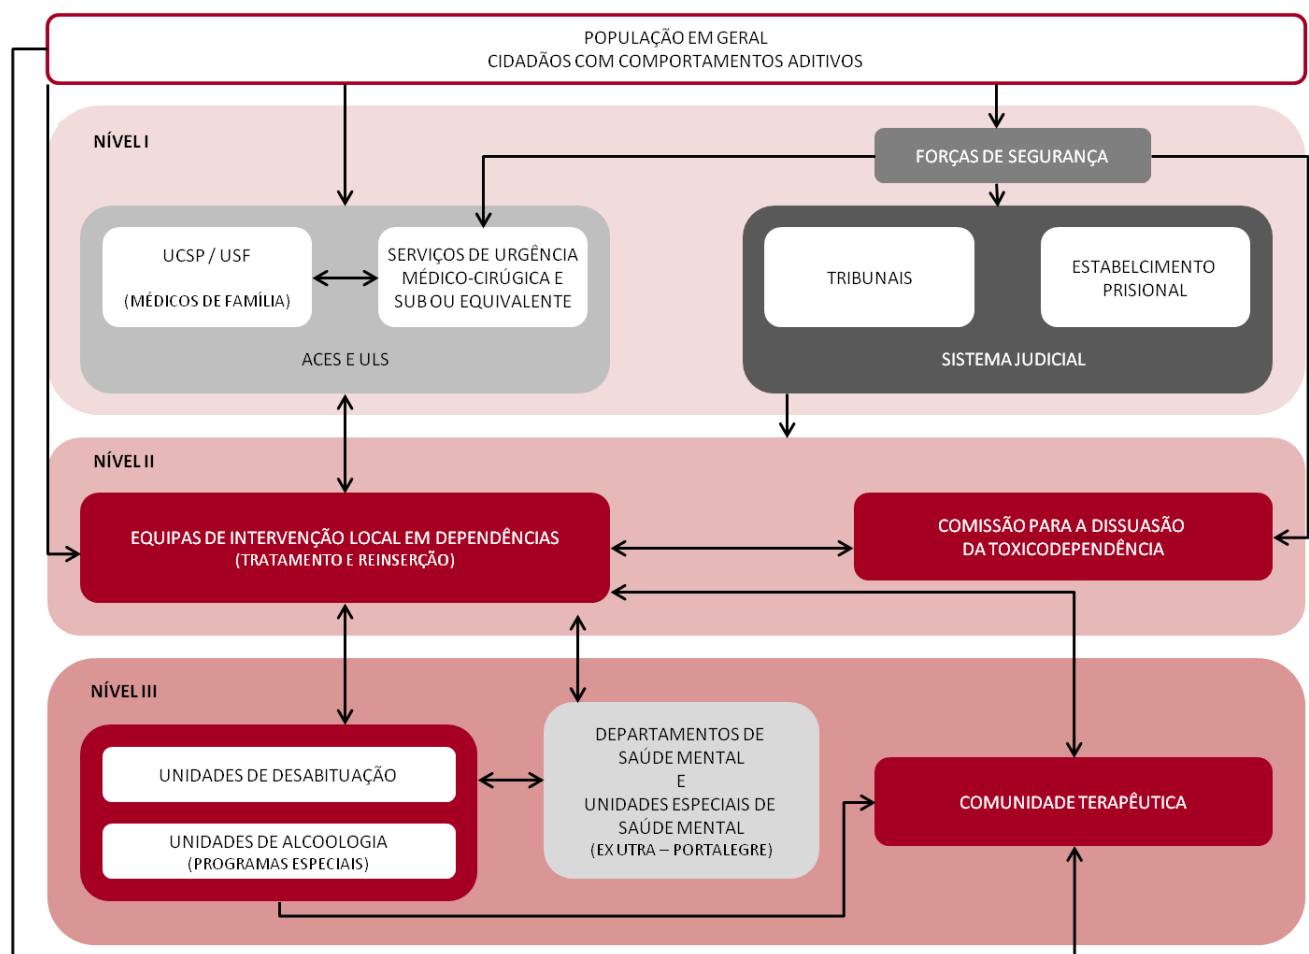 POPULAÇÃO EM GERAL
CIDADÃOS COM COMPORTAMENTOS ADITIVOS
NÍVEL I
FORÇAS DE SEGURANÇA
UCSP / USF
(MÉDICOS DE FAMÍLIA)
SERVIÇOS DE URGÊNCIA
MÉDICO-CIRÚGICA E
SUB OU EQUIVALENTE
ACES E ULS
TRIBUNAIS
ESTABELCIMENTO
PRISIONAL
SISTEMA JUDICIAL
NÍVEL II
EQUIPAS DE INTERVENÇÃO LOCAL EM DEPENDÊNCIAS
(TRATAMENTO E REINSERÇÃO)
COMISSÃO PARA A DISSUASÃO
DA TOXICODEPENDÊNCIA
NÍVEL III
UNIDADES DE DESABITUAÇÃO
UNIDADES DE ALCOOLOGIA
(PROGRAMAS ESPECIAIS)
DEPARTAMENTOS DE
SAÚDE MENTAL
E
UNIDADES ESPECIAIS DE
SAÚDE MENTAL
(EX UTRA – PORTALEGRE)
COMUNIDADE TERAPÊUTICA